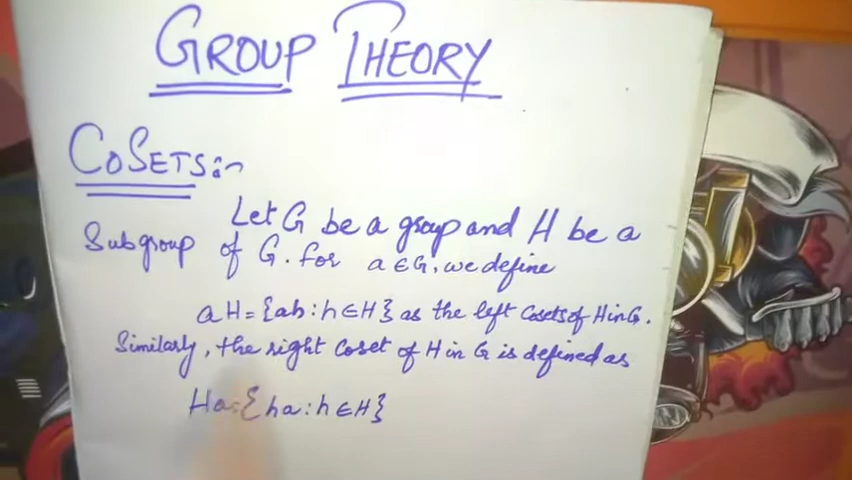 GROUP THEORY
CoSETS:~
Let G be a group and H be a
Subgroup of G. For a ∈ G, we define
aH = {ah : h ∈ H} as the left Cosets of H in G.
Similarly, the right Coset of H in G is defined as
Ha = {ha : h ∈ H}